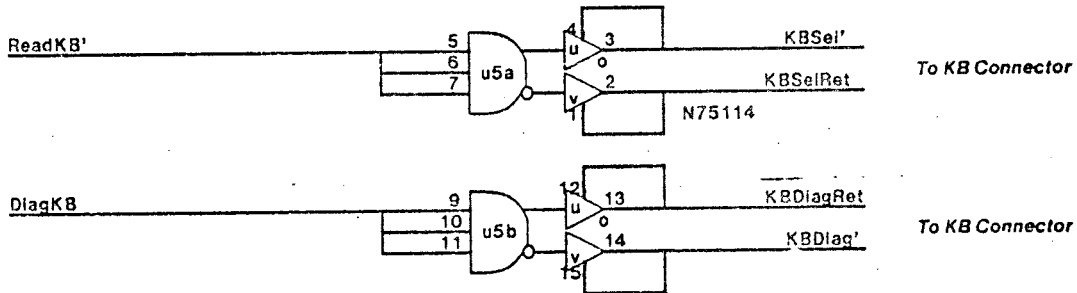 ReadKB'
5
6
7
u5a
4
u
3
o
KBSel'
To KB Connector
v
2
1
KBSelRet
N75114
DiagKB
9
10
11
u5b
12
u
13
o
KBDiagRet
To KB Connector
v
14
15
KBDiag'